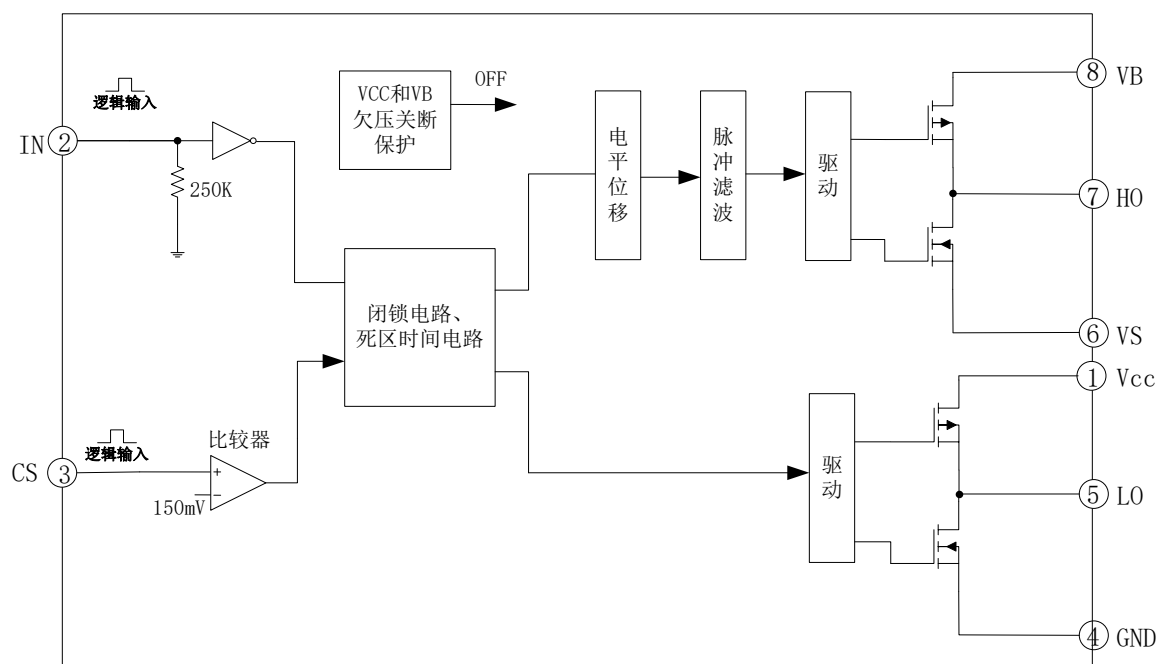 逻辑输入
IN
2
250K
VCC和VB
欠压关断
保护
OFF
电平位移
脉冲滤波
驱动
8
VB
7
HO
6
VS
闭锁电路、
死区时间电路
逻辑输入
CS
3
比较器
+
-
150mV
驱动
1
Vcc
5
LO
4
GND